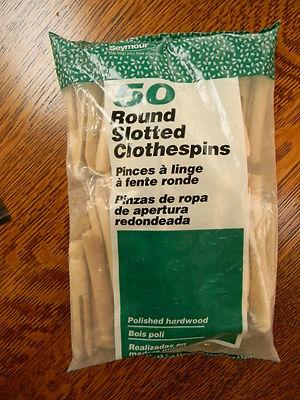 Seymour
50
Round
Slotted
Clothespins
Pinces à linge
à fente ronde
Pinzas de ropa
de apertura
redondeada
Polished hardwood
Bois poli
Realizadas en